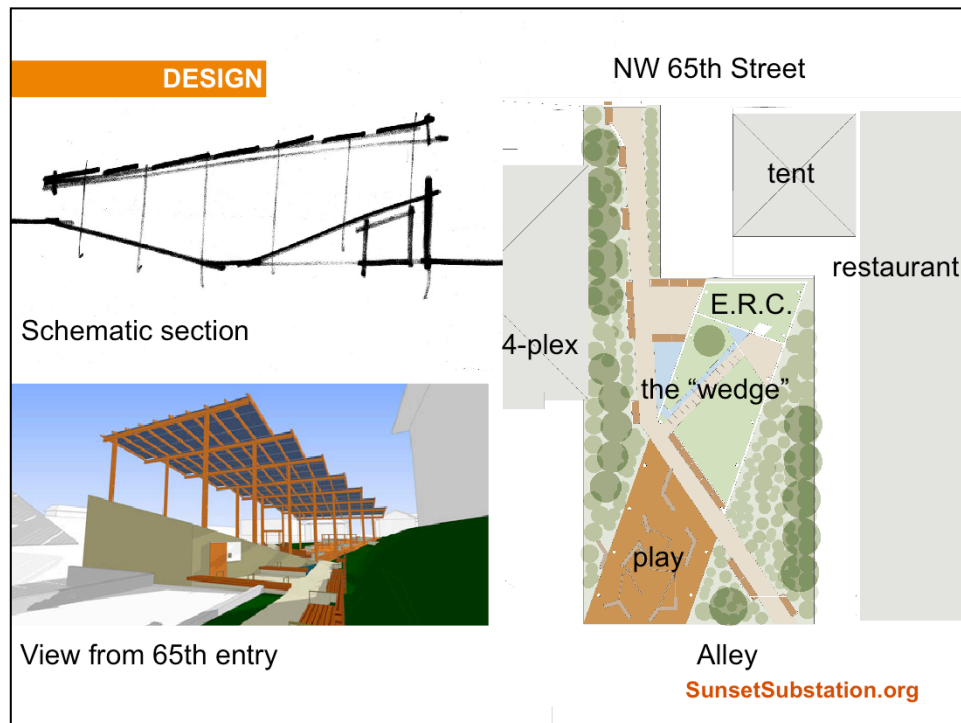 DESIGN
Schematic section
View from 65th entry
NW 65th Street
tent
restaurant
E.R.C.
4-plex
the “wedge”
play
Alley
SunsetSubstation.org